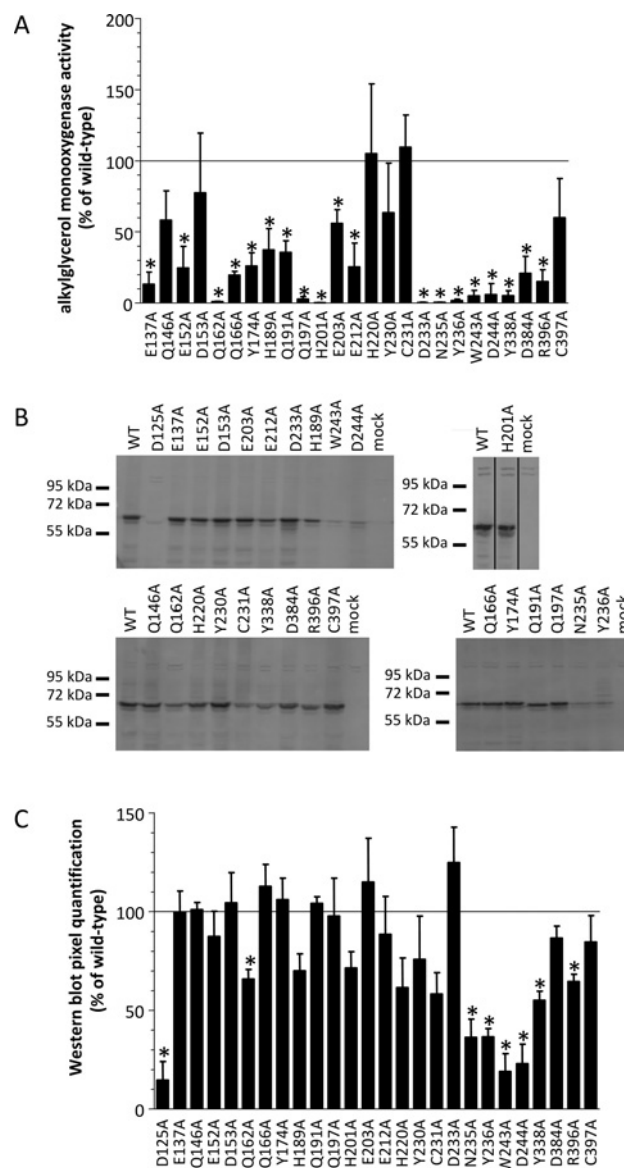 A
alkylglycerol monooxygenase activity
(% of wild-type)
200
150
100
50
0
E137A Q146A E152A D153A Q162A Q166A Y174A H189A Q191A Q197A H201A E203A E212A H220A Y230A C231A D233A N235A Y236A W243A D244A Y338A D384A R396A C397A
* * * * * * * * * * * * * * * * * * *
B
WT D125A E137A E152A D153A E203A E212A D233A H189A W243A D244A mock
95 kDa
72 kDa
55 kDa
WT H201A mock
95 kDa
72 kDa
55 kDa
WT Q146A Q162A H220A Y230A C231A Y338A D384A R396A C397A mock
95 kDa
72 kDa
55 kDa
WT Q166A Y174A Q191A Q197A N235A Y236A mock
95 kDa
72 kDa
55 kDa
C
Western blot pixel quantification
(% of wild-type)
150
100
50
0
* * * * * * * *
D125A E137A Q146A E152A D153A Q162A Q166A Y174A H189A Q191A Q197A H201A E203A E212A H220A Y230A C231A D233A N235A Y236A W243A D244A Y338A D384A R396A C397A